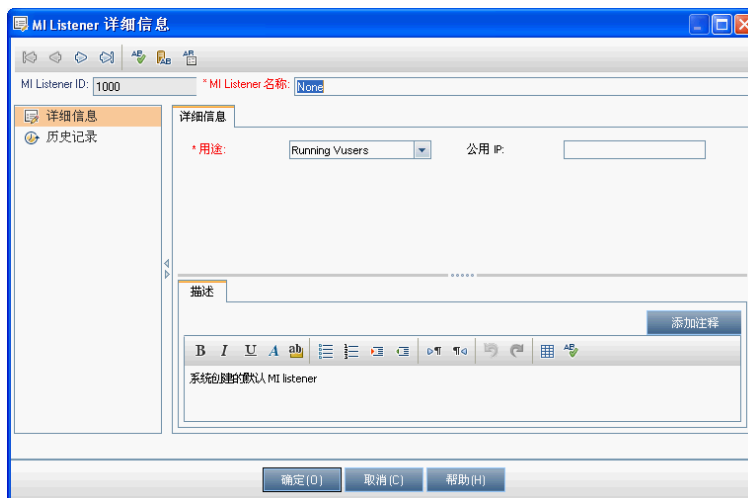 MI Listener 详细信息
MI Listener ID: 1000 *MI Listener 名称: None
详细信息
历史记录
详细信息
*用途: Running Vusers 公用 IP:
描述
添加注释
B I U A ab
系统创建的默认 MI listener
确定(O) 取消(C) 帮助(H)